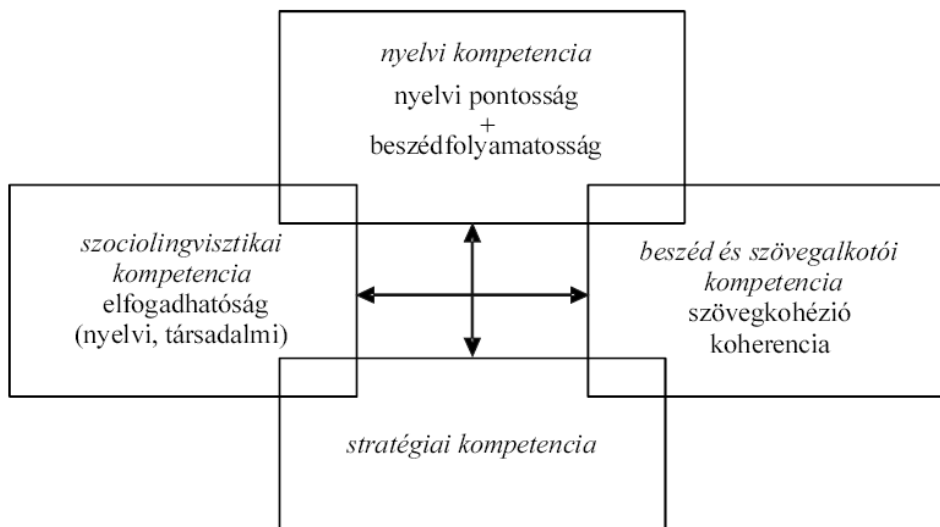 nyelvi kompetencia
nyelvi pontosság
+
beszédfolyamatosság
szociolingvisztikai
kompetencia
elfogadhatóság
(nyelvi, társadalmi)
beszéd és szövegalkotói
kompetencia
szövegkohézió
koherencia
stratégiai kompetencia